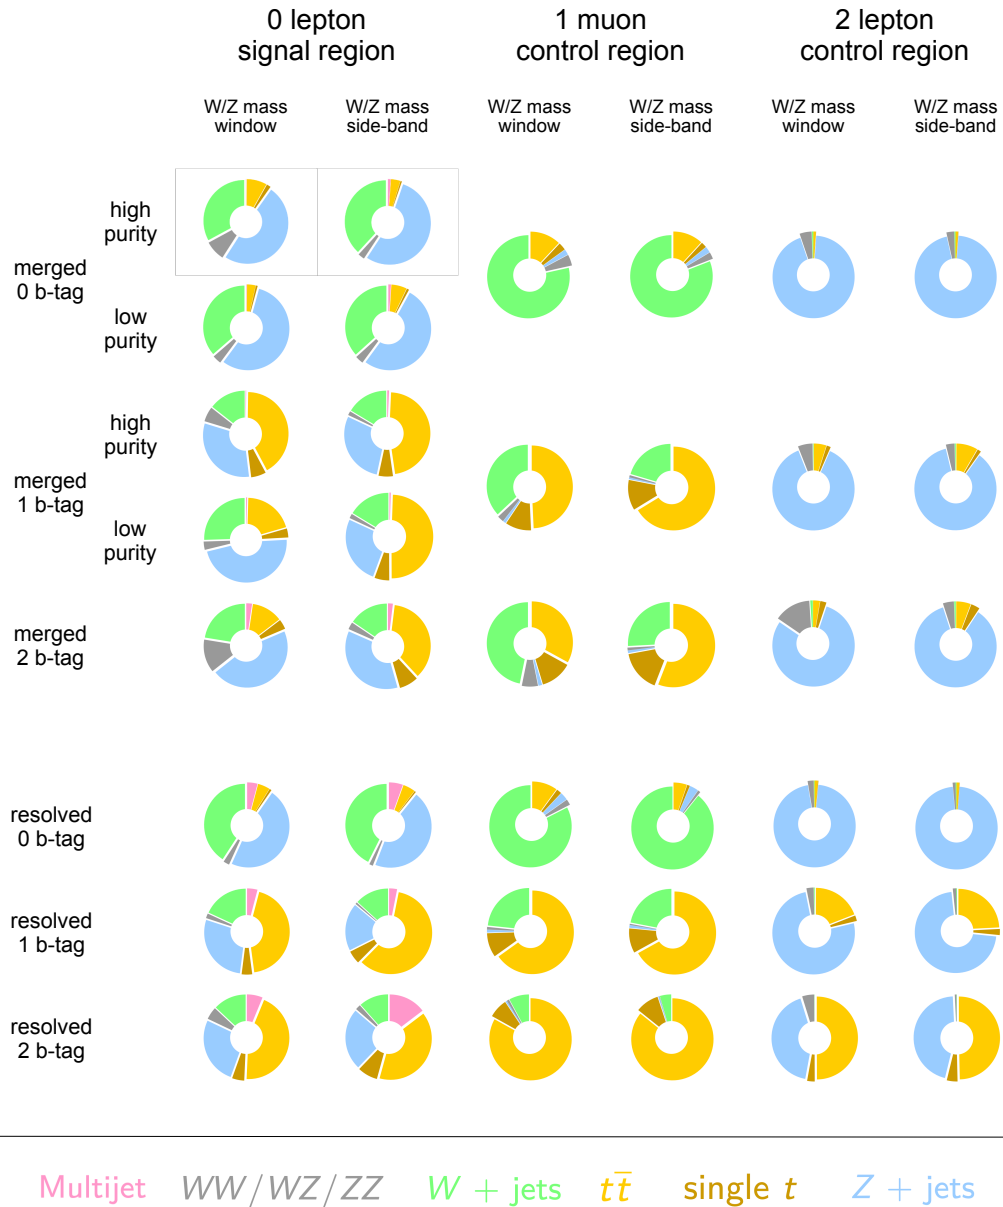 0 lepton
signal region
1 muon
control region
2 lepton
control region
W/Z mass
window
W/Z mass
side-band
W/Z mass
window
W/Z mass
side-band
W/Z mass
window
W/Z mass
side-band
high
purity
merged
0 b-tag
low
purity
high
purity
merged
1 b-tag
low
purity
merged
2 b-tag
resolved
0 b-tag
resolved
1 b-tag
resolved
2 b-tag
Multijet WW/WZ/ZZ W + jets tt̅ single t Z + jets